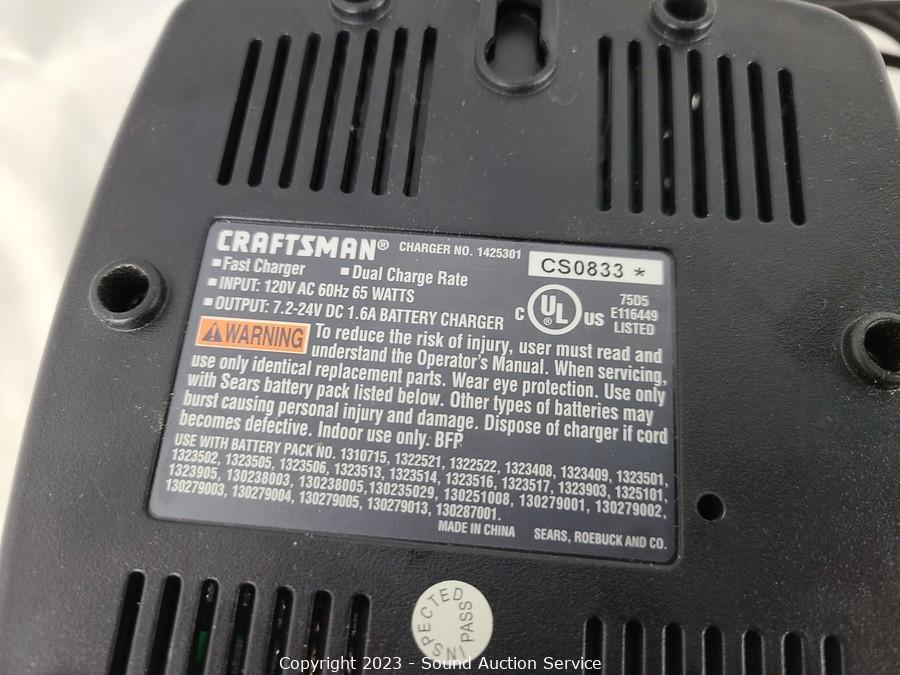 CRAFTSMAN® CHARGER NO. 1425301
CS0833 *
▪Fast Charger ▪Dual Charge Rate
▪INPUT: 120V AC 60Hz 65 WATTS
▪OUTPUT: 7.2-24V DC 1.6A BATTERY CHARGER
C UL® US
75D5
E116449
LISTED
⚠WARNING To reduce the risk of injury, user must read and
understand the Operator's Manual. When servicing,
use only identical replacement parts. Wear eye protection. Use only
with Sears battery pack listed below. Other types of batteries may
burst causing personal injury and damage. Dispose of charger if cord
becomes defective. Indoor use only. BFP
USE WITH BATTERY PACK NO. 1310715, 1322521, 1322522, 1323408, 1323409, 1323501,
1323502, 1323505, 1323506, 1323513, 1323514, 1323516, 1323517, 1323903, 1325101,
1323905, 130238003, 130238005,130235029, 130251008, 130279001, 130279002,
130279003, 130279004, 130279005, 130279013, 130287001.
MADE IN CHINA SEARS, ROEBUCK AND CO.
INSPECTED
PASS
Copyright 2023 - Sound Auction Service